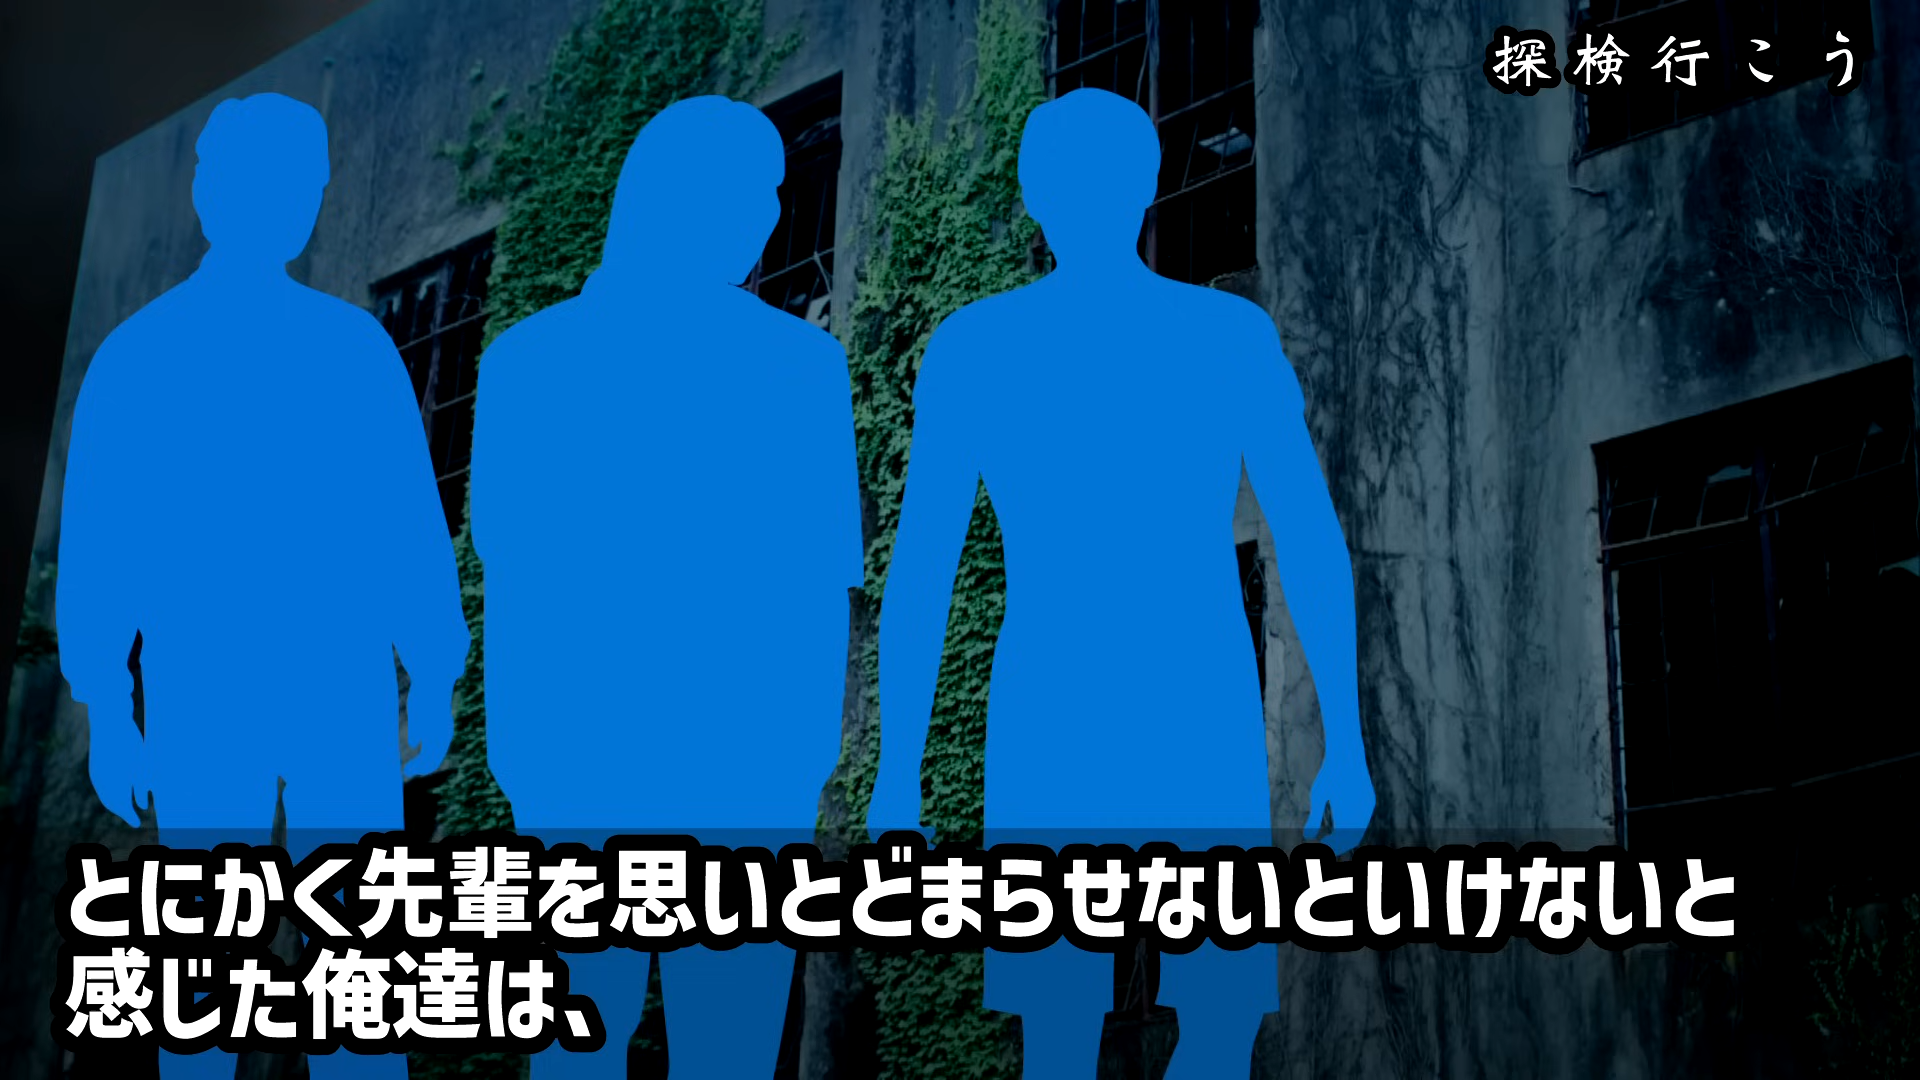 探検行こう
とにかく先輩を思いとどまらせないといけないと
感じた俺達は、